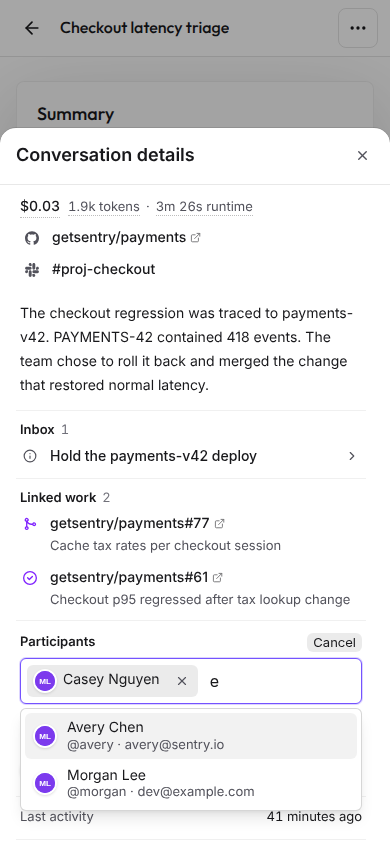 Checkout latency triage
Summary
Conversation details
$0.03 1.9k tokens · 3m 26s runtime
getsentry/payments
#proj-checkout
The checkout regression was traced to payments-
v42. PAYMENTS-42 contained 418 events. The
team chose to roll it back and merged the change
that restored normal latency.
Inbox 1
Hold the payments-v42 deploy
Linked work 2
getsentry/payments#77
Cache tax rates per checkout session
getsentry/payments#61
Checkout p95 regressed after tax lookup change
Participants Cancel
ML Casey Nguyen e
ML Avery Chen
@avery · avery@sentry.io
ML Morgan Lee
@morgan · dev@example.com
Last activity 41 minutes ago